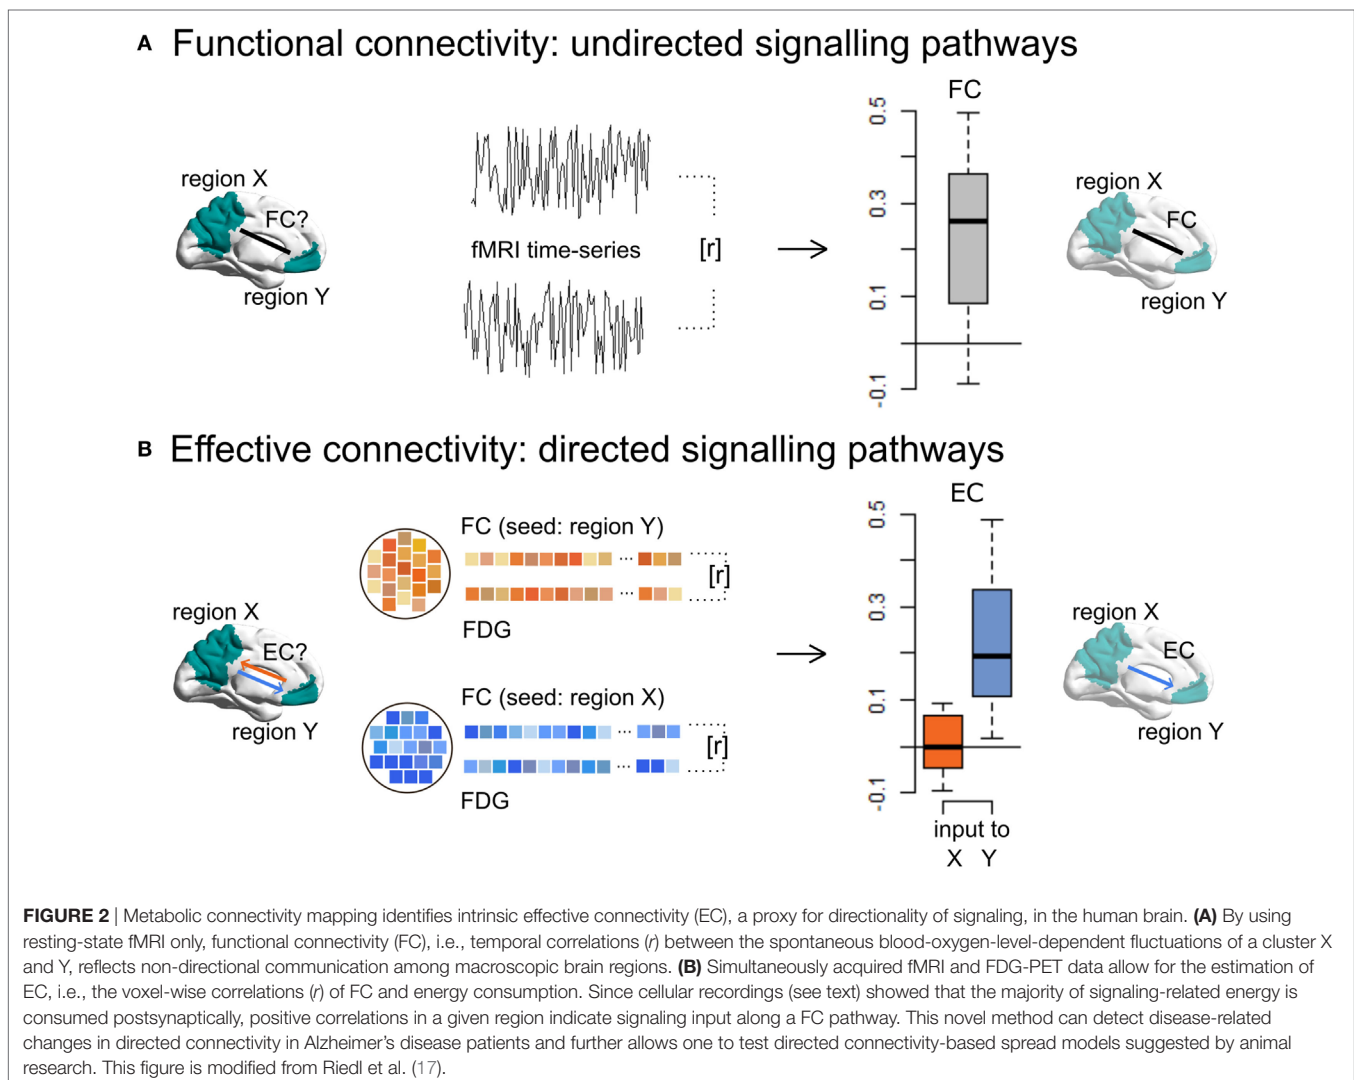 A Functional connectivity: undirected signalling pathways
region X
FC?
region Y
fMRI time-series
[r]
FC
0.5
0.3
0.1
-0.1
region X
FC
region Y
B Effective connectivity: directed signalling pathways
region X
EC?
region Y
FC (seed: region Y)
...
[r]
FDG
...
FC (seed: region X)
...
[r]
FDG
...
EC
0.5
0.3
0.1
-0.1
input to
X Y
region X
EC
region Y
FIGURE 2 | Metabolic connectivity mapping identifies intrinsic effective connectivity (EC), a proxy for directionality of signaling, in the human brain. (A) By using
resting-state fMRI only, functional connectivity (FC), i.e., temporal correlations (r) between the spontaneous blood-oxygen-level-dependent fluctuations of a cluster X
and Y, reflects non-directional communication among macroscopic brain regions. (B) Simultaneously acquired fMRI and FDG-PET data allow for the estimation of
EC, i.e., the voxel-wise correlations (r) of FC and energy consumption. Since cellular recordings (see text) showed that the majority of signaling-related energy is
consumed postsynaptically, positive correlations in a given region indicate signaling input along a FC pathway. This novel method can detect disease-related
changes in directed connectivity in Alzheimer's disease patients and further allows one to test directed connectivity-based spread models suggested by animal
research. This figure is modified from Riedl et al. (17).